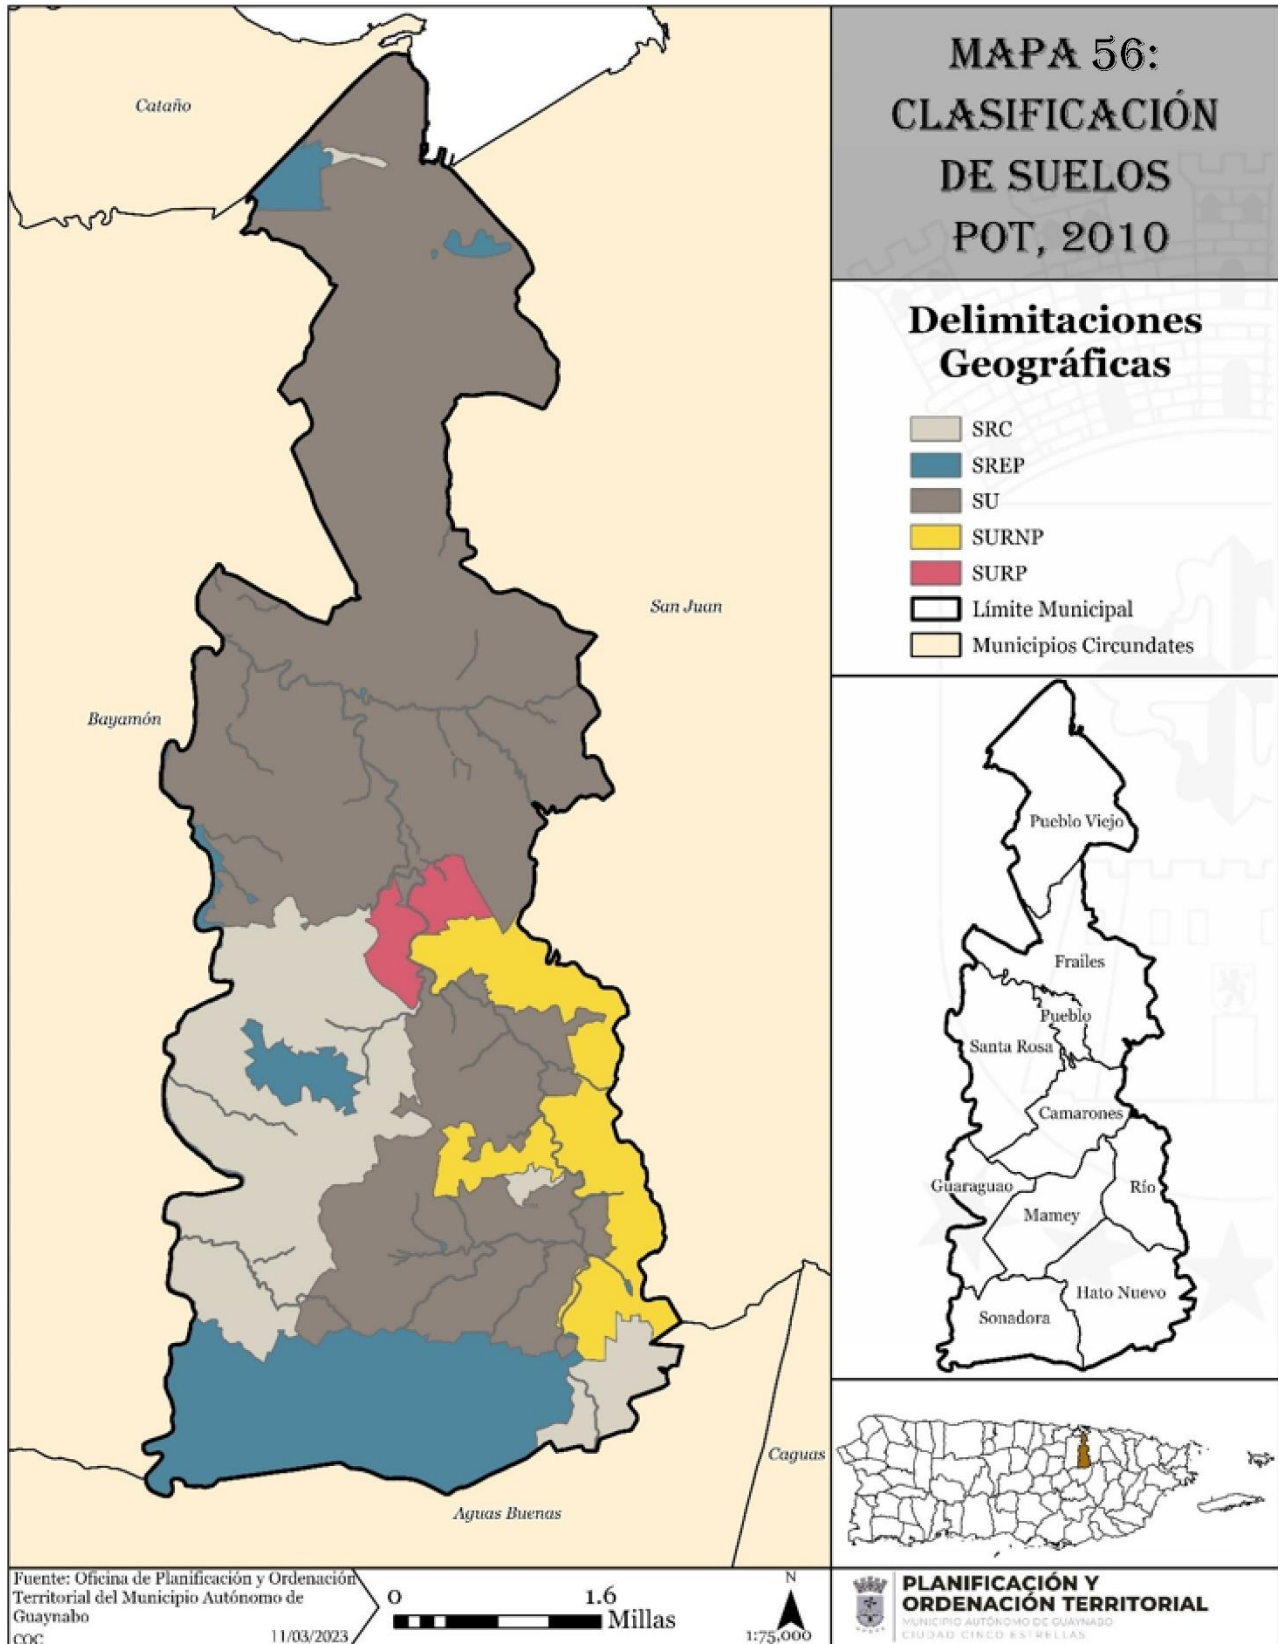 MAPA 56:
CLASIFICACIÓN
DE SUELOS
POT, 2010
Delimitaciones
Geográficas
SRC
SREP
SU
SURNP
SURP
Límite Municipal
Municipios Circundates
Cataño
San Juan
Bayamón
Caguas
Aguas Buenas
Pueblo Viejo
Frailes
Pueblo
Santa Rosa
Camarones
Guaraguao
Río
Mamey
Hato Nuevo
Sonadora
Fuente: Oficina de Planificación y Ordenación
Territorial del Municipio Autónomo de
Guaynabo
COC
11/03/2023
0 1.6
Millas
N
1:75,000
PLANIFICACIÓN Y
ORDENACIÓN TERRITORIAL
MUNICIPIO AUTÓNOMO DE GUAYNABO
CIUDAD CINCO ESTRELLAS